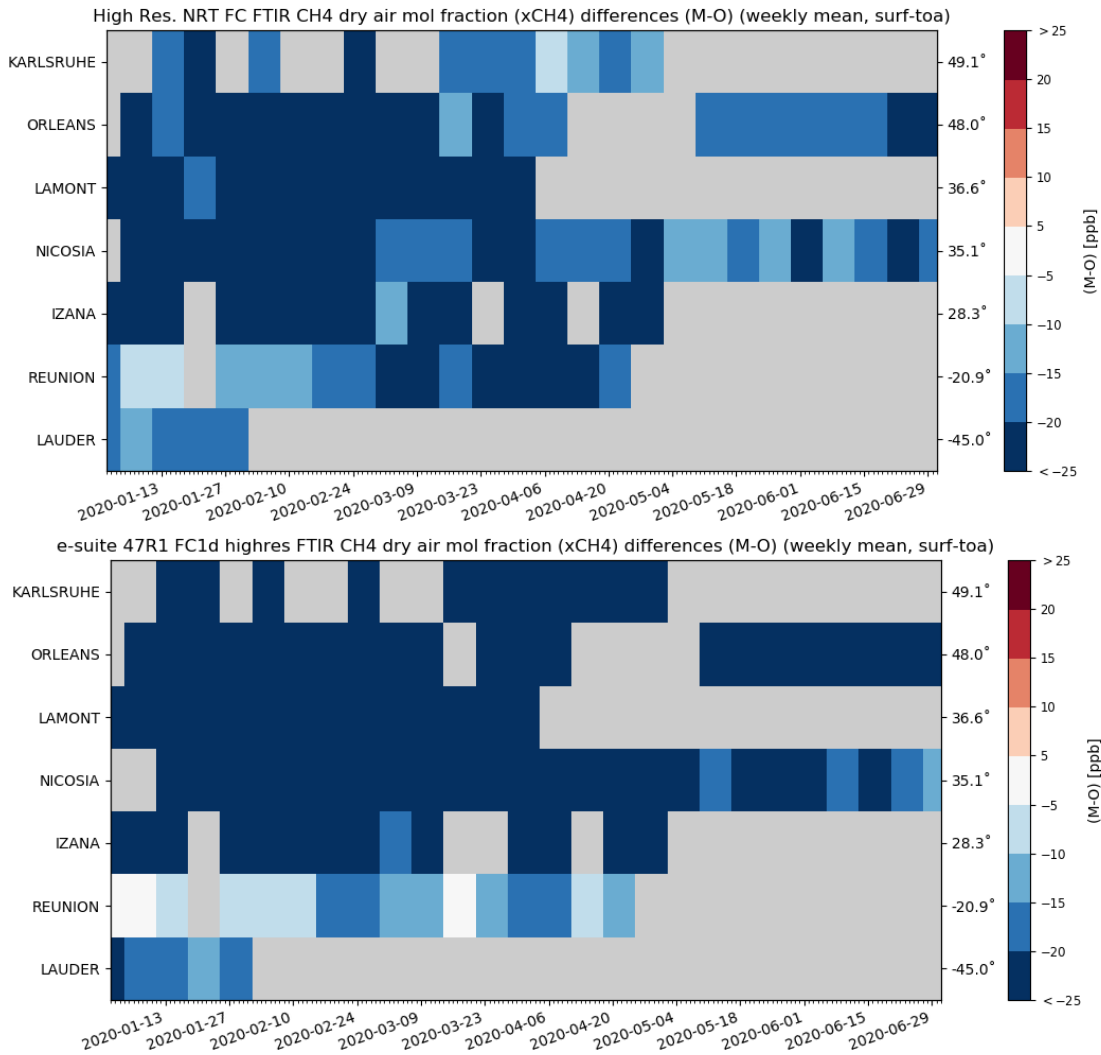 High Res. NRT FC FTIR CH4 dry air mol fraction (xCH4) differences (M-O) (weekly mean, surf-toa)
KARLSRUHE 49.1˚
ORLEANS 48.0˚
LAMONT 36.6˚
NICOSIA 35.1˚
IZANA 28.3˚
REUNION -20.9˚
LAUDER -45.0˚
2020-01-13 2020-01-27 2020-02-10 2020-02-24 2020-03-09 2020-03-23 2020-04-06 2020-04-20 2020-05-04 2020-05-18 2020-06-01 2020-06-15 2020-06-29
> 25
20
15
10
5
−5
−10
−15
−20
< −25
(M-O) [ppb]
e-suite 47R1 FC1d highres FTIR CH4 dry air mol fraction (xCH4) differences (M-O) (weekly mean, surf-toa)
KARLSRUHE 49.1˚
ORLEANS 48.0˚
LAMONT 36.6˚
NICOSIA 35.1˚
IZANA 28.3˚
REUNION -20.9˚
LAUDER -45.0˚
2020-01-13 2020-01-27 2020-02-10 2020-02-24 2020-03-09 2020-03-23 2020-04-06 2020-04-20 2020-05-04 2020-05-18 2020-06-01 2020-06-15 2020-06-29
> 25
20
15
10
5
−5
−10
−15
−20
< −25
(M-O) [ppb]